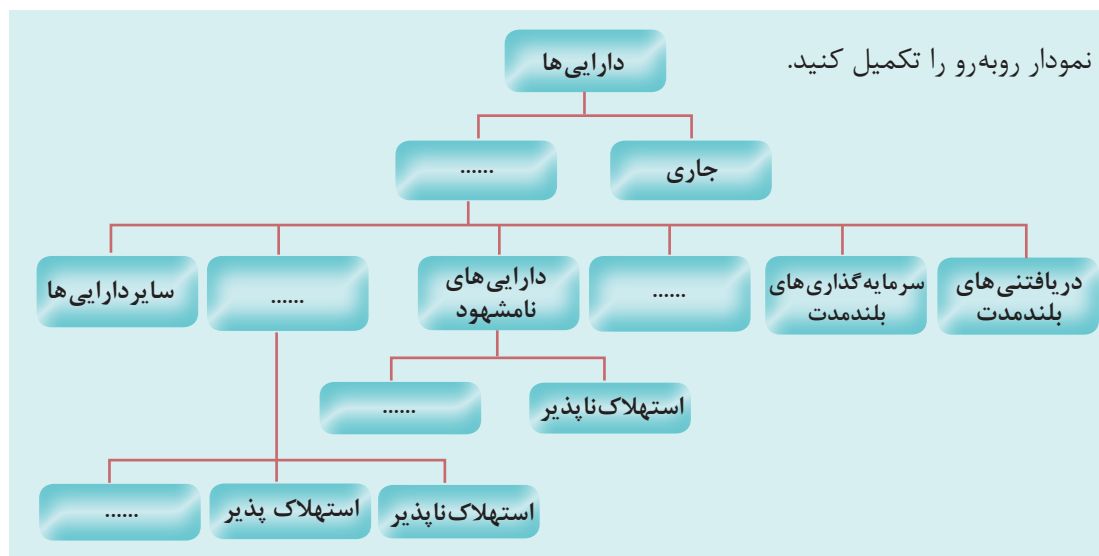 نمودار روبه‌رو را تکمیل کنید.
دارایی‌ها
جاری
......
دریافتنی‌های
بلندمدت
سرمایه‌گذاری‌های
بلندمدت
......
دارایی‌های
نامشهود
......
سایردارایی‌ها
استهلاک‌ناپذیر
......
استهلاک‌ناپذیر
استهلاک پذیر
......